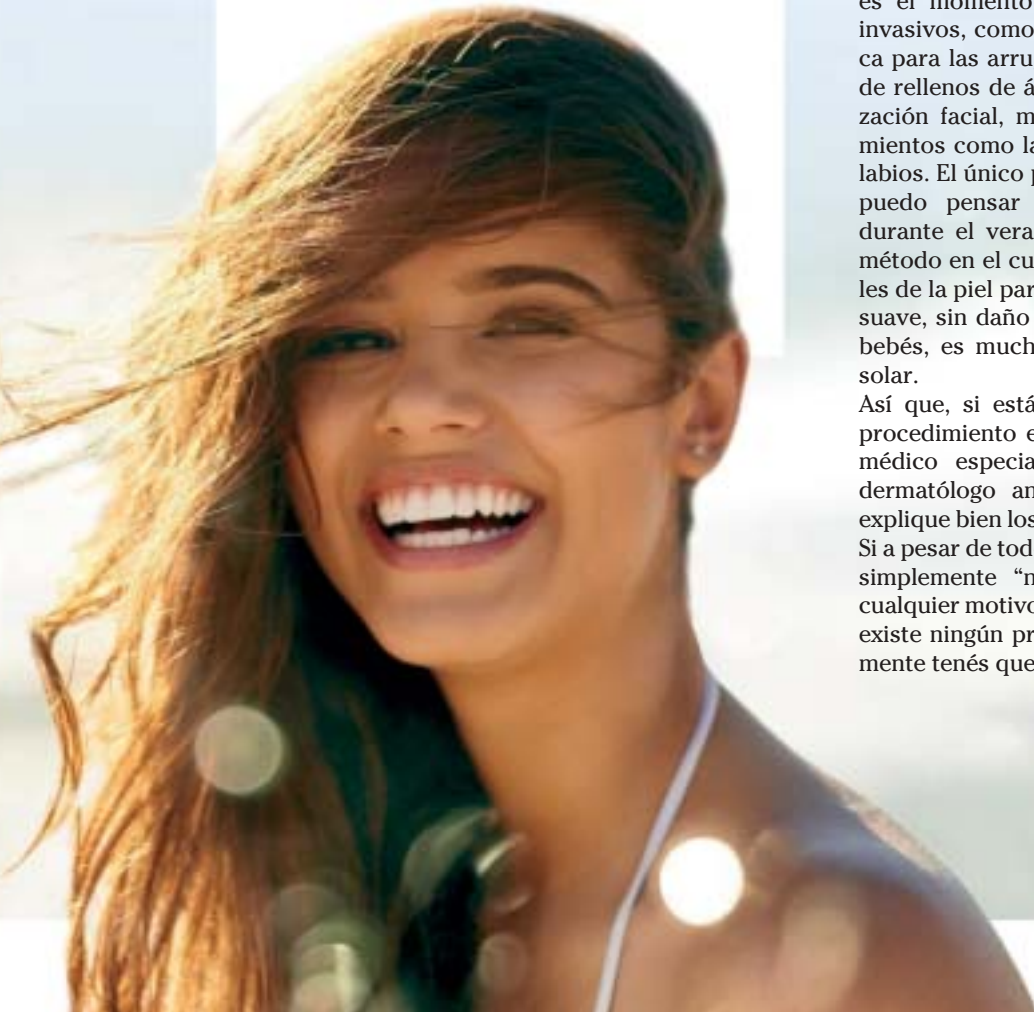 es el momento
invasivos, como
ca para las arru
de rellenos de á
zación facial, m
mientos como la
labios. El único p
puedo pensar
durante el vera
método en el cu
les de la piel par
suave, sin daño
bebés, es much
solar.
Así que, si está
procedimiento e
médico especia
dermatólogo an
explique bien los
Si a pesar de tod
simplemente “n
cualquier motivo
existe ningún pr
mente tenés que